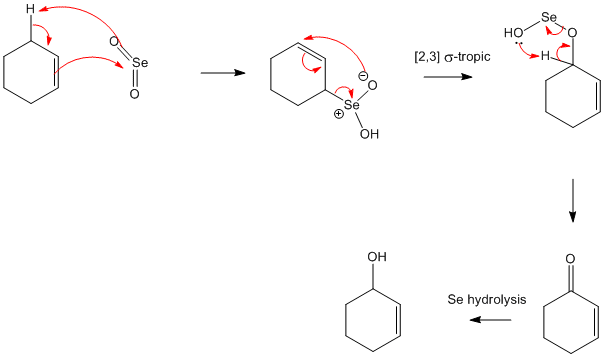 H
O
Se
O
O
⊖
Se
⊕
OH
[2,3] σ-tropic
Se
HO
O
H
OH
Se hydrolysis
O